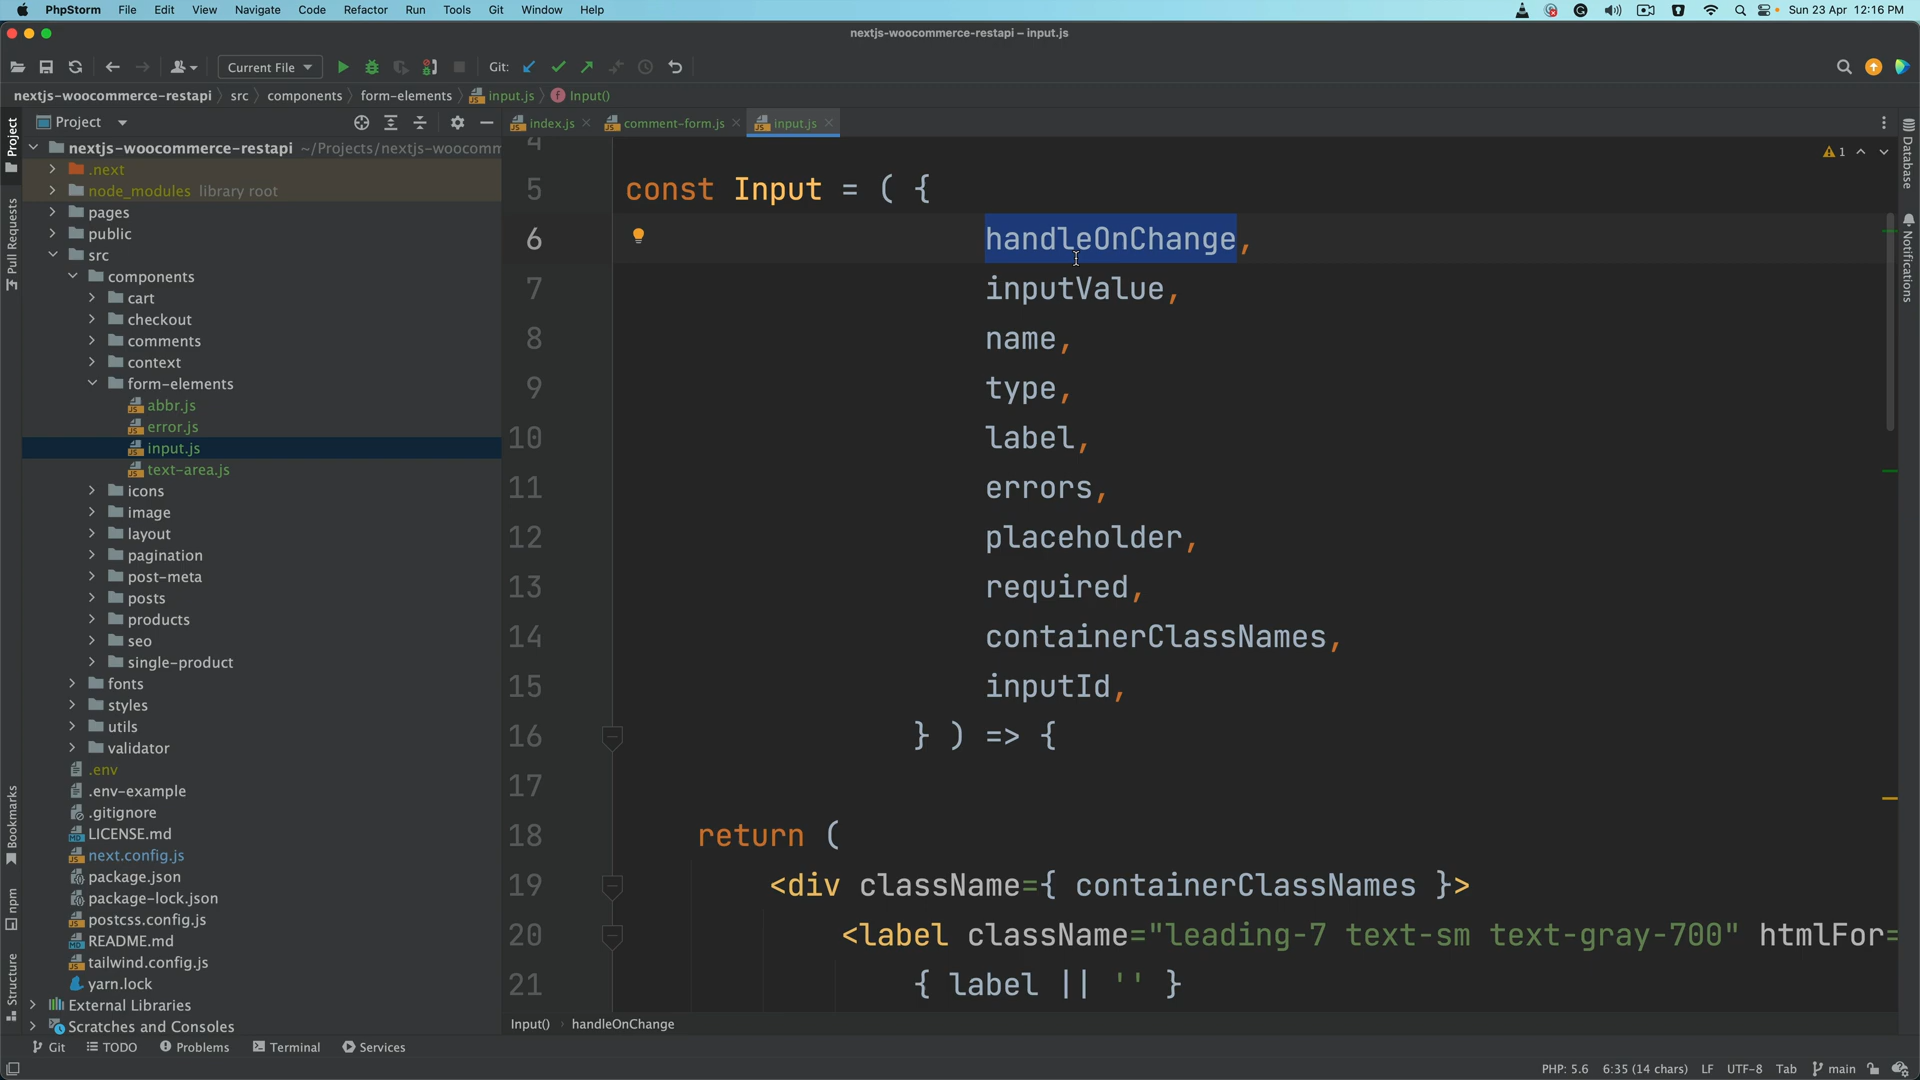 PhpStorm File Edit View Navigate Code Refactor Run Tools Git Window Help Sun 23 Apr 12:16 PM
nextjs-woocommerce-restapi – input.js
Current File Git:
nextjs-woocommerce-restapi src components form-elements input.js Input()
Project index.js comment-form.js input.js
nextjs-woocommerce-restapi ~/Projects/nextjs-woocomm
.next
node_modules library root
pages
public
src
components
cart
checkout
comments
context
form-elements
abbr.js
error.js
input.js
text-area.js
icons
image
layout
pagination
post-meta
posts
products
seo
single-product
fonts
styles
utils
validator
.env
.env-example
.gitignore
LICENSE.md
next.config.js
package.json
package-lock.json
postcss.config.js
README.md
tailwind.config.js
yarn.lock
External Libraries
Scratches and Consoles
Project
Pull Requests
Bookmarks
npm
Structure
4
5 const Input = ( {
6 handleOnChange,
7 inputValue,
8 name,
9 type,
10 label,
11 errors,
12 placeholder,
13 required,
14 containerClassNames,
15 inputId,
16 } ) => {
17
18 return (
19 <div className={ containerClassNames }>
20 <label className="leading-7 text-sm text-gray-700" htmlFor=
21 { label || '' }
1
Database
Notifications
Input() handleOnChange
Git TODO Problems Terminal Services
PHP: 5.6 6:35 (14 chars) LF UTF-8 Tab main